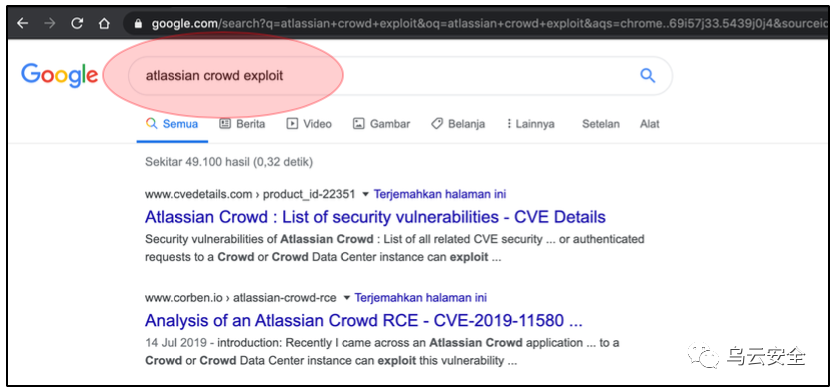 google.com/search?q=atlassian+crowd+exploit&oq=atlassian+crowd+exploit&aqs=chrome..69i57j33.5439j0j4&sourceid
Google
atlassian crowd exploit
Semua Berita Video Gambar Belanja Lainnya Setelan Alat
Sekitar 49.100 hasil (0,32 detik)
www.cvedetails.com › product_id-22351 Terjemahkan halaman ini
Atlassian Crowd : List of security vulnerabilities - CVE Details
Security vulnerabilities of Atlassian Crowd : List of all related CVE security ... or authenticated
requests to a Crowd or Crowd Data Center instance can exploit ...
www.corben.io › atlassian-crowd-rce Terjemahkan halaman ini
Analysis of an Atlassian Crowd RCE - CVE-2019-11580 ...
14 Jul 2019 - introduction: Recently I came across an Atlassian Crowd application ... to a
Crowd or Crowd Data Center instance can exploit this vulnerability ...
乌云安全